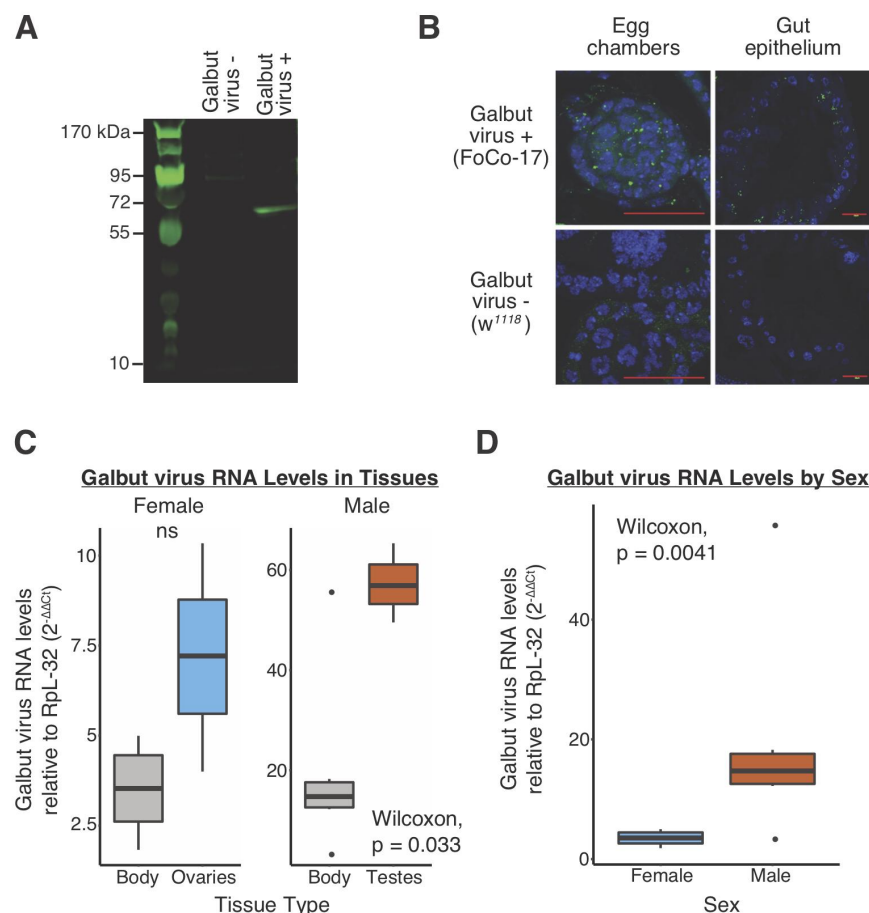 A
Galbut
virus -
Galbut
virus +
170 kDa
95
72
55
10
B
Egg
chambers
Gut
epithelium
Galbut
virus +
(FoCo-17)
Galbut
virus -
(w1118)
C
Galbut virus RNA Levels in Tissues
Female
ns
Male
Galbut virus RNA levels
relative to RpL-32 (2-ΔΔCt)
10
7.5
5
2.5
60
40
20
Wilcoxon,
p = 0.033
Body
Ovaries
Body
Testes
Tissue Type
D
Galbut virus RNA Levels by Sex
Wilcoxon,
p = 0.0041
Galbut virus RNA levels
relative to RpL-32 (2-ΔΔCt)
40
20
0
Female
Male
Sex